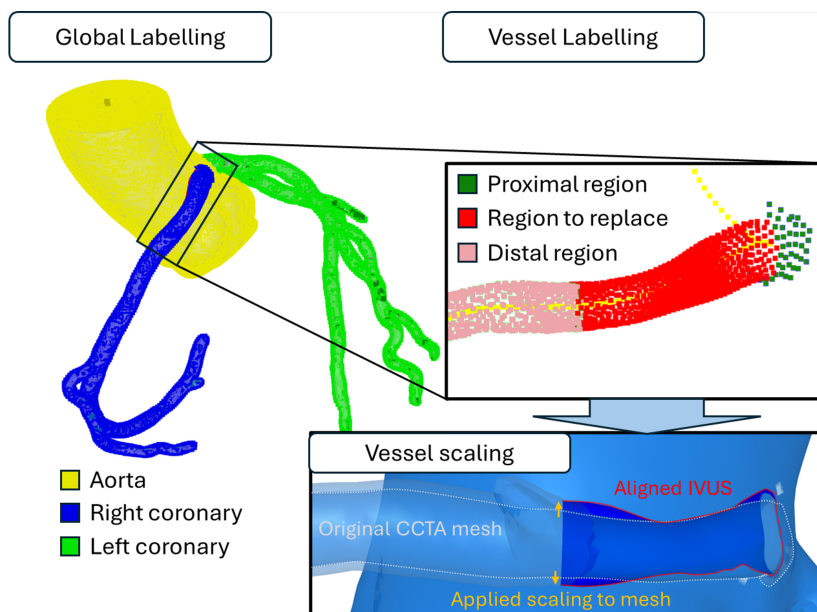 Global Labelling
Vessel Labelling
Proximal region
Region to replace
Distal region
Aorta
Right coronary
Left coronary
Vessel scaling
Aligned IVUS
Original CCTA mesh
Applied scaling to mesh